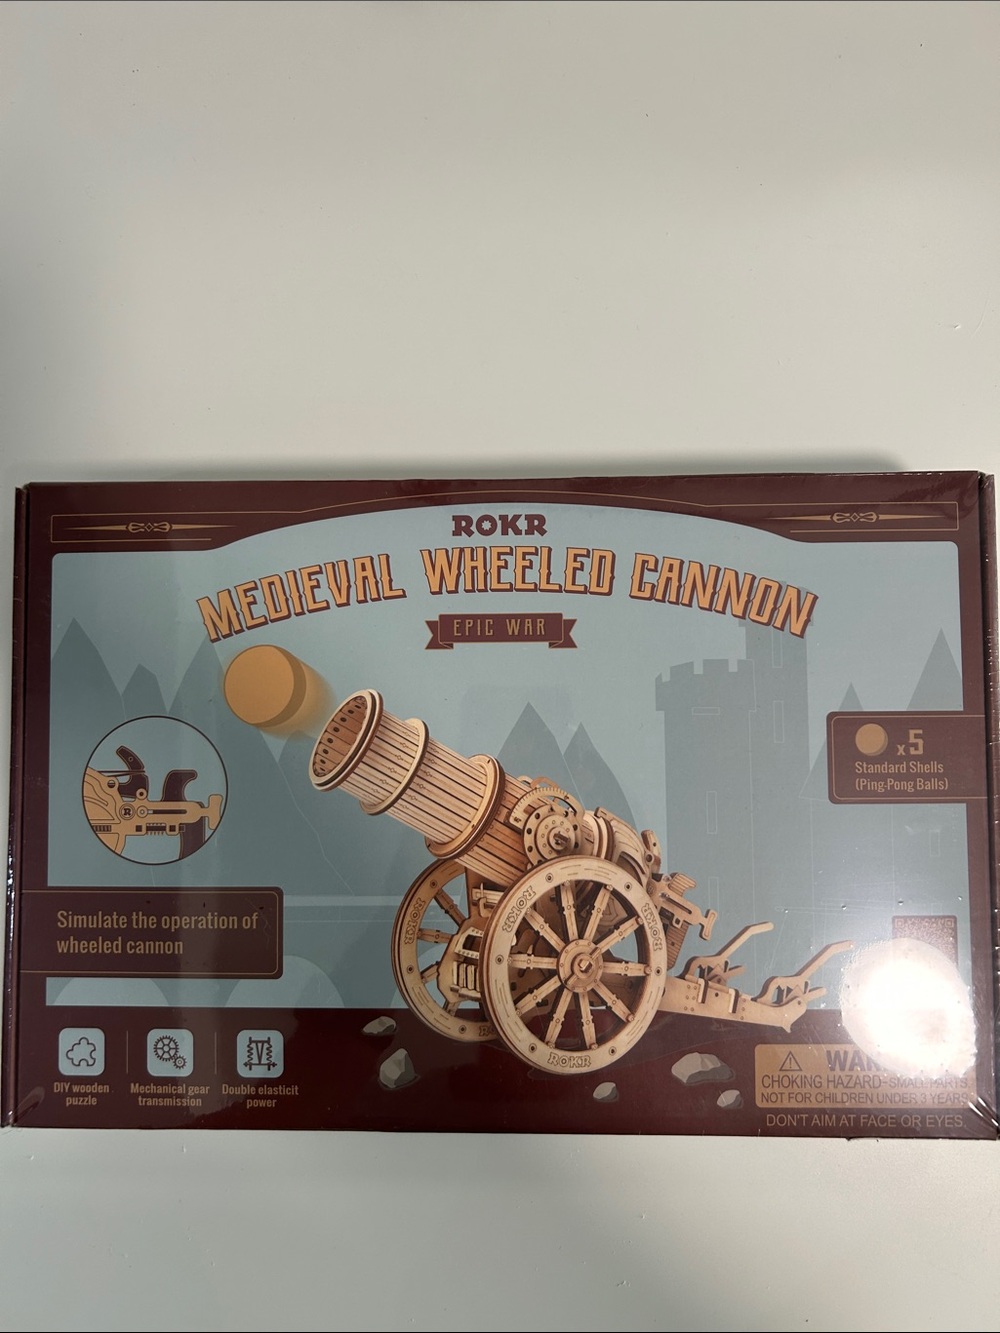 ROKR
MEDIEVAL WHEELED CANNON
EPIC WAR
x5
Standard Shells
(Ping-Pong Balls)
R
Simulate the operation of
wheeled cannon
ROKR
ROKR
ROKR
ROKR
ROKR
DIY wooden
puzzle
Mechanical gear
transmission
Double elasticit
power
CHOKING HAZARD-SMALL PARTS.
NOT FOR CHILDREN UNDER 3 YEARS.
DON'T AIM AT FACE OR EYES.